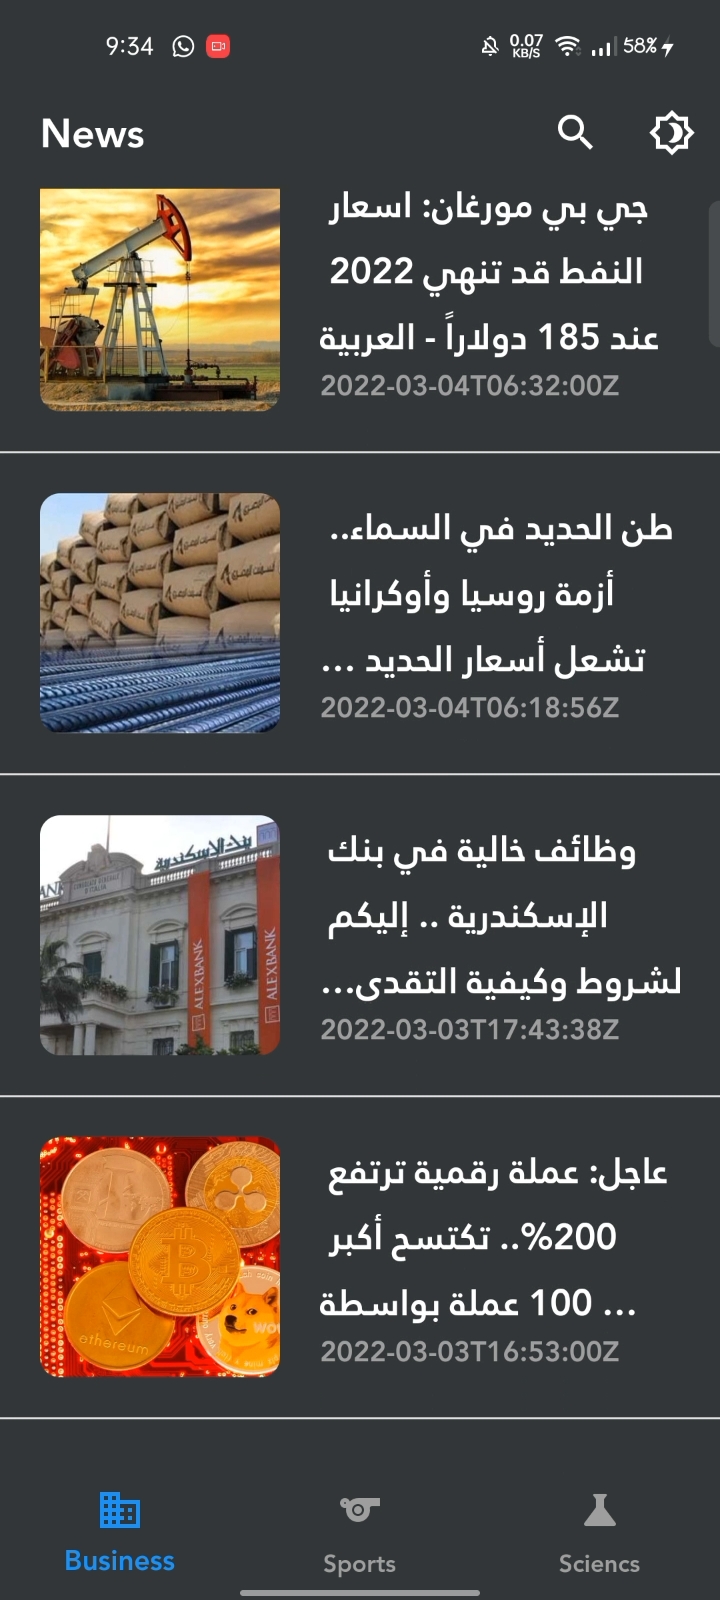 9:34
0.07 KB/S
58%
News
جي بي مورغان: اسعار
النفط قد تنهي 2022
عند 185 دولاراً - العربية
2022-03-04T06:32:00Z
طن الحديد في السماء..
أزمة روسيا وأوكرانيا
تشعل أسعار الحديد ...
2022-03-04T06:18:56Z
بنك الإسكندرية
ALEXBANK
ALEXBANK
وظائف خالية في بنك
الإسكندرية .. إليكم
لشروط وكيفية التقدى...
2022-03-03T17:43:38Z
ethereum
WOW
عاجل: عملة رقمية ترتفع
200%.. تكتسح أكبر
100 عملة بواسطة ...
2022-03-03T16:53:00Z
Business
Sports
Sciencs